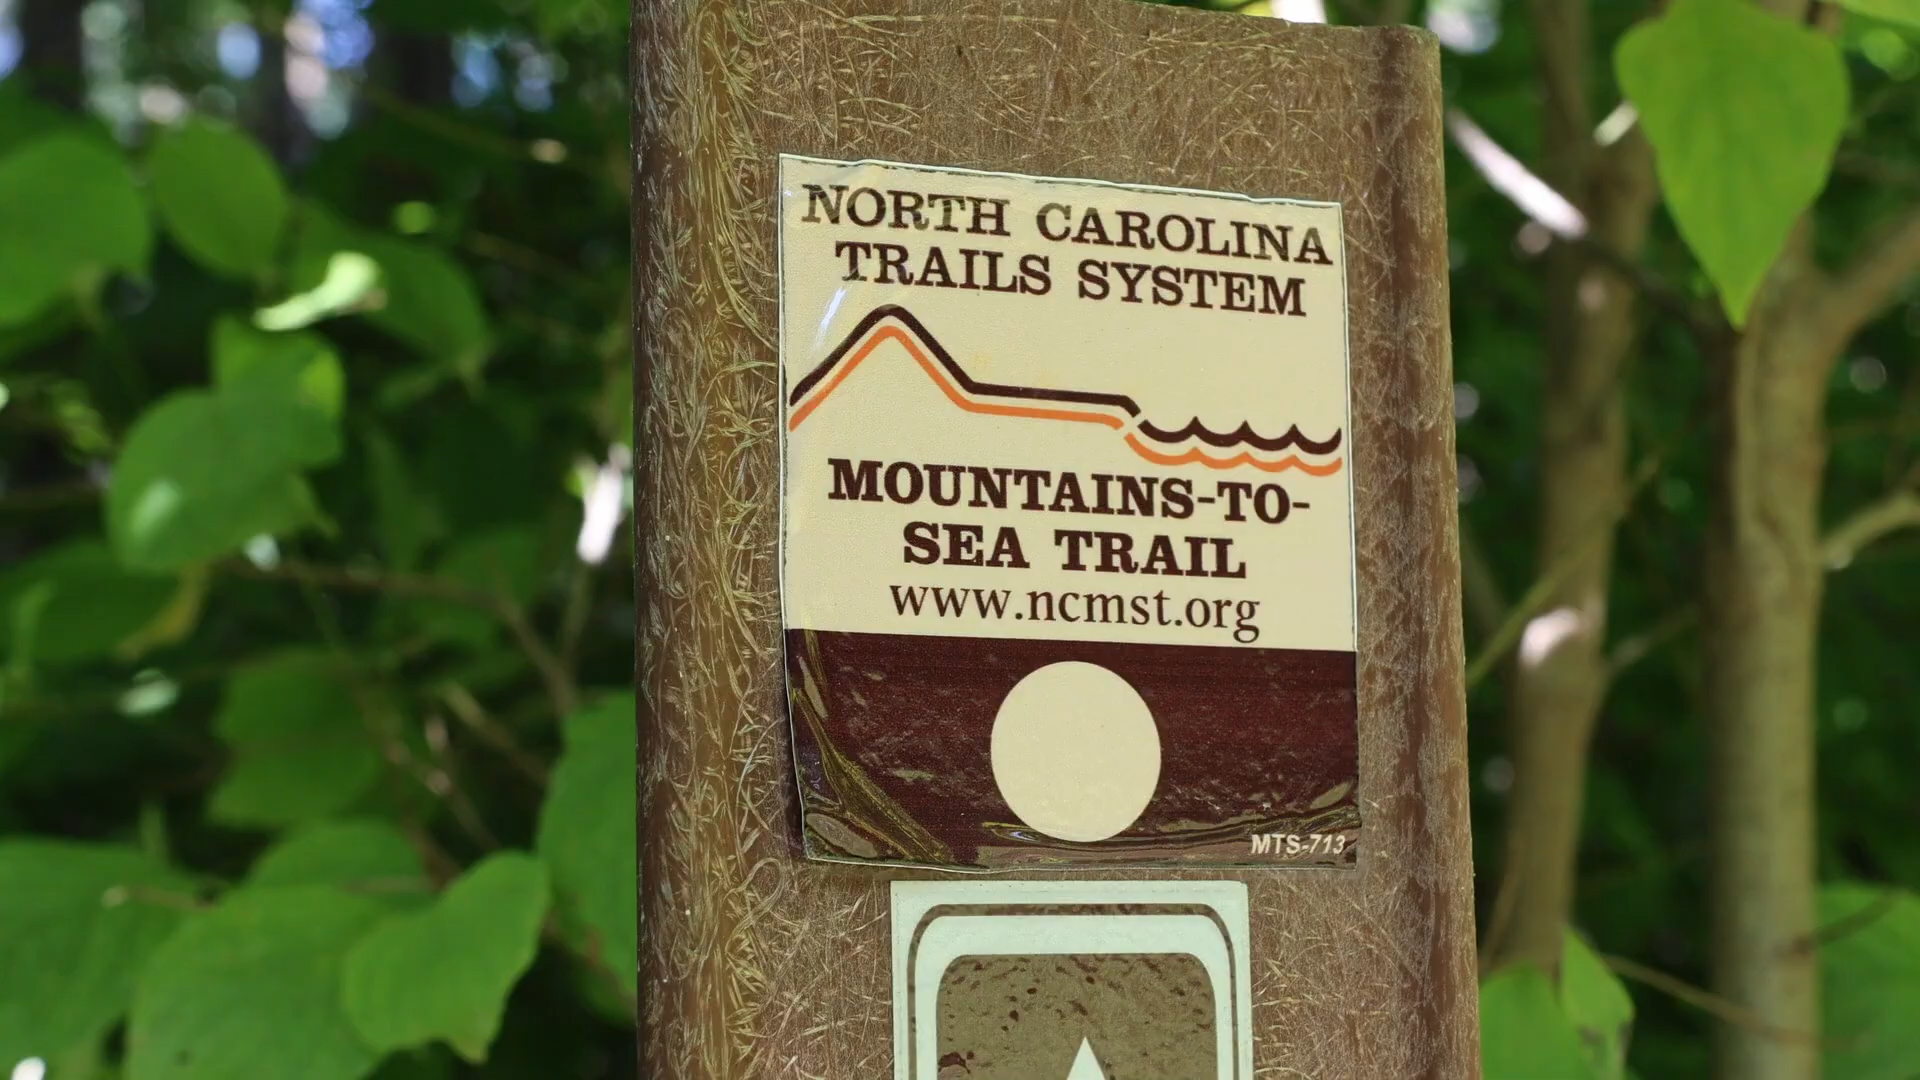 NORTH CAROLINA
TRAILS SYSTEM
MOUNTAINS-TO-
SEA TRAIL
www.ncmst.org
MTS-713